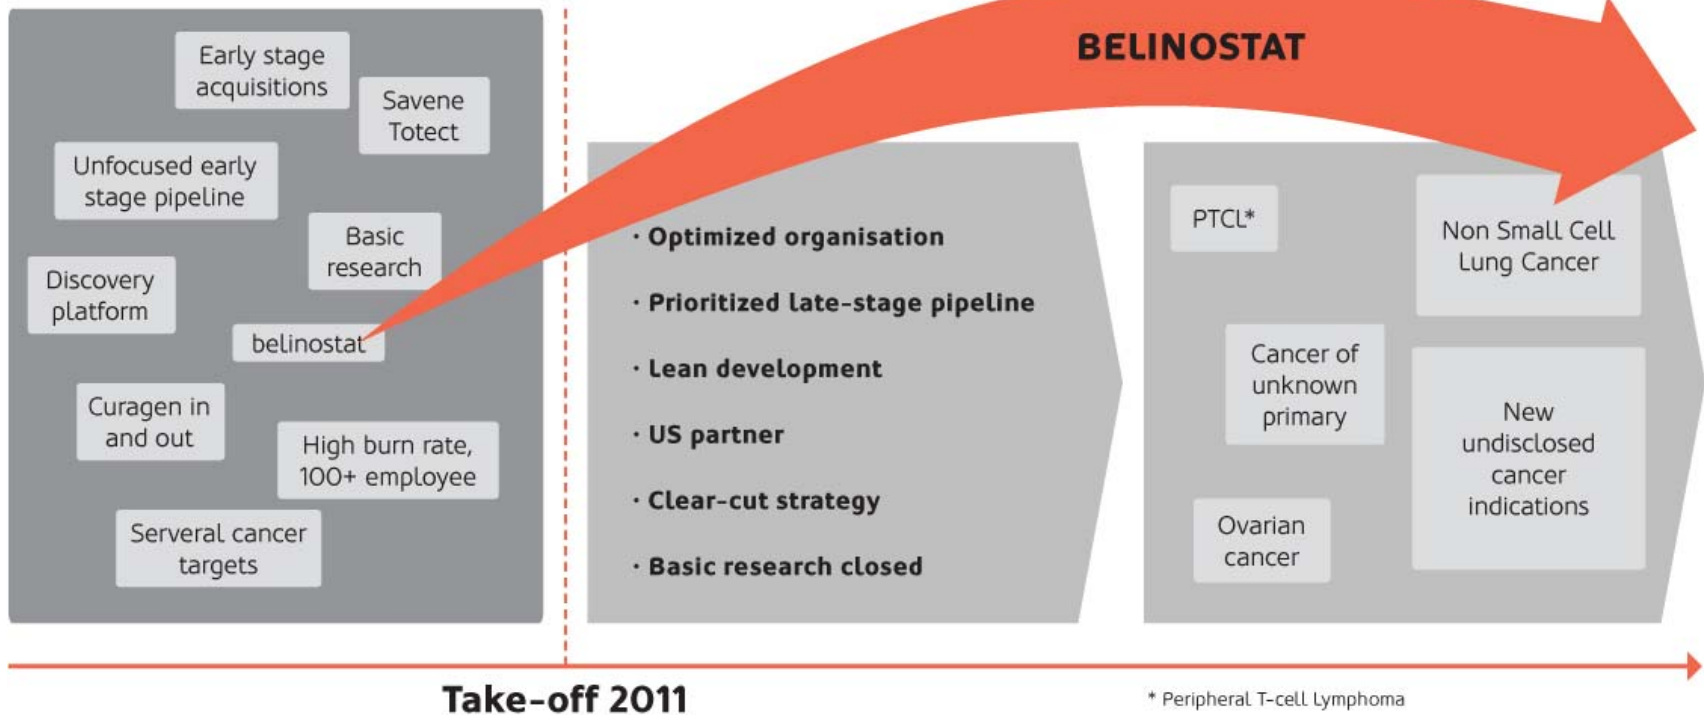 BELINOSTAT
Early stage
acquisitions
Savene
Totect
Unfocused early
stage pipeline
Basic
research
Discovery
platform
belinostat
Curagen in
and out
High burn rate,
100+ employee
Serveral cancer
targets
· Optimized organisation
· Prioritized late-stage pipeline
· Lean development
· US partner
· Clear-cut strategy
· Basic research closed
PTCL*
Non Small Cell
Lung Cancer
Cancer of
unknown
primary
New
undisclosed
cancer
indications
Ovarian
cancer
Take-off 2011
* Peripheral T-cell Lymphoma